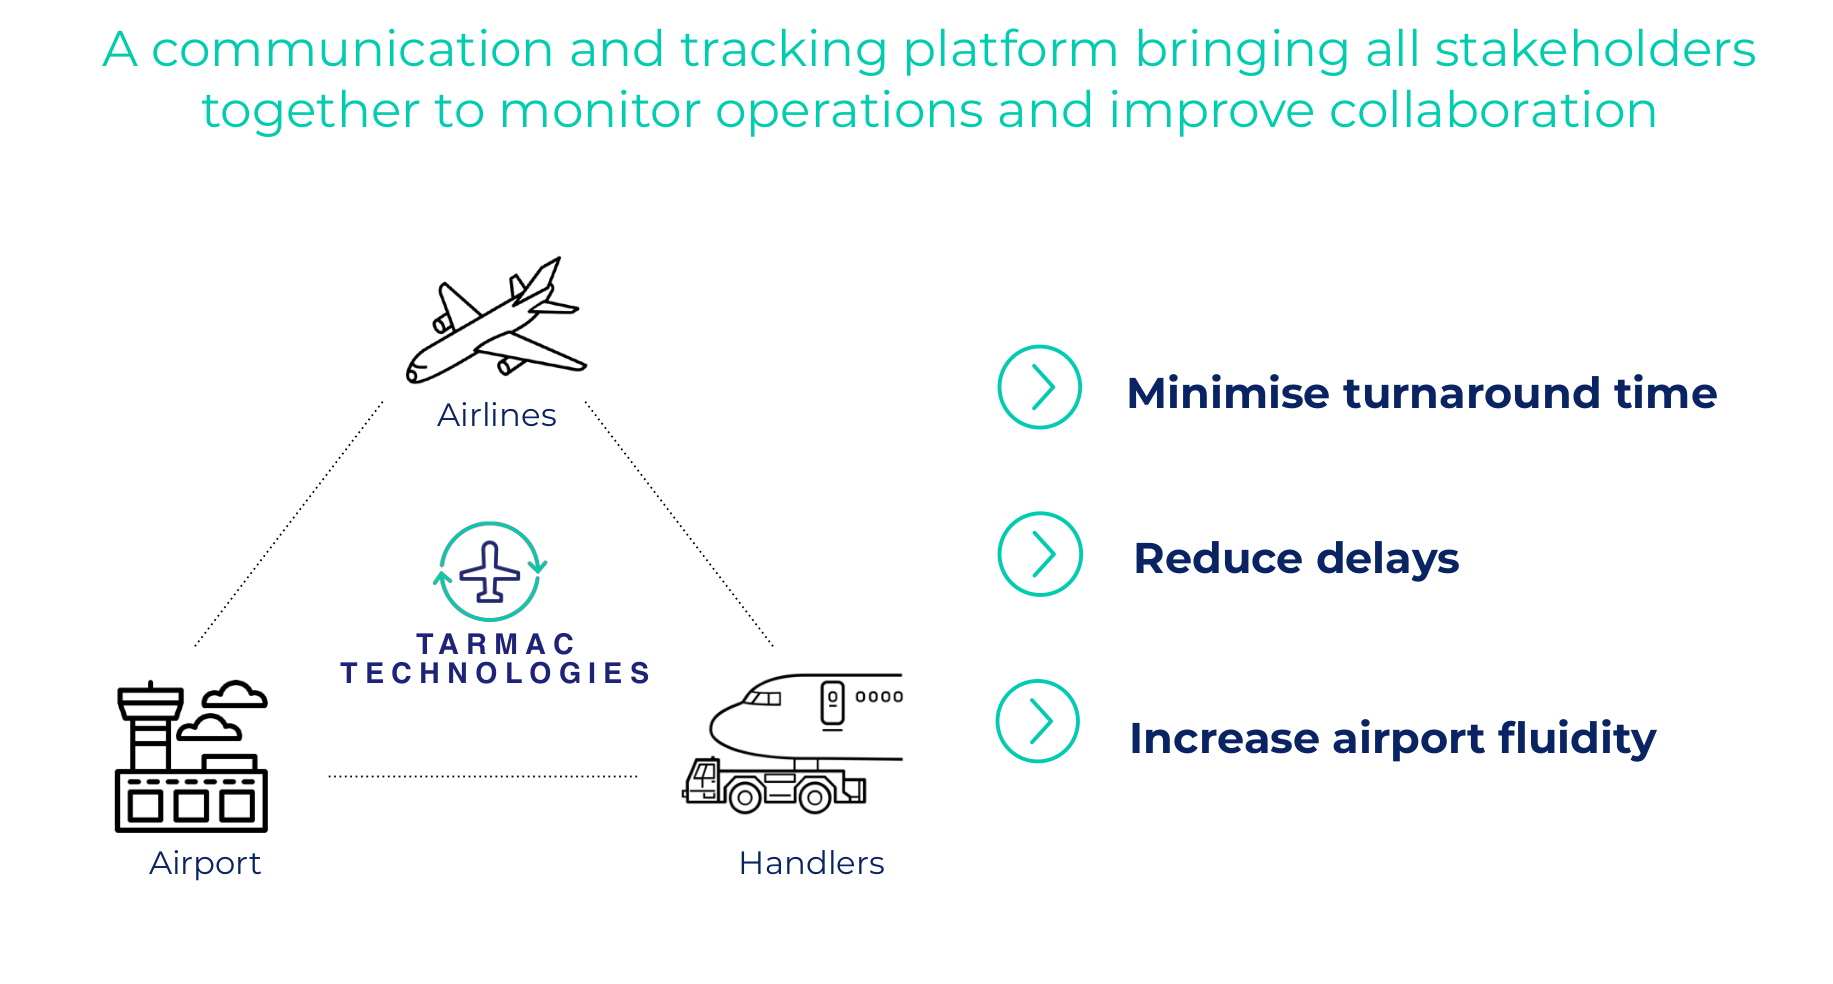 A communication and tracking platform bringing all stakeholders
together to monitor operations and improve collaboration
Airlines
TARMAC
TECHNOLOGIES
Airport
Handlers
Minimise turnaround time
Reduce delays
Increase airport fluidity